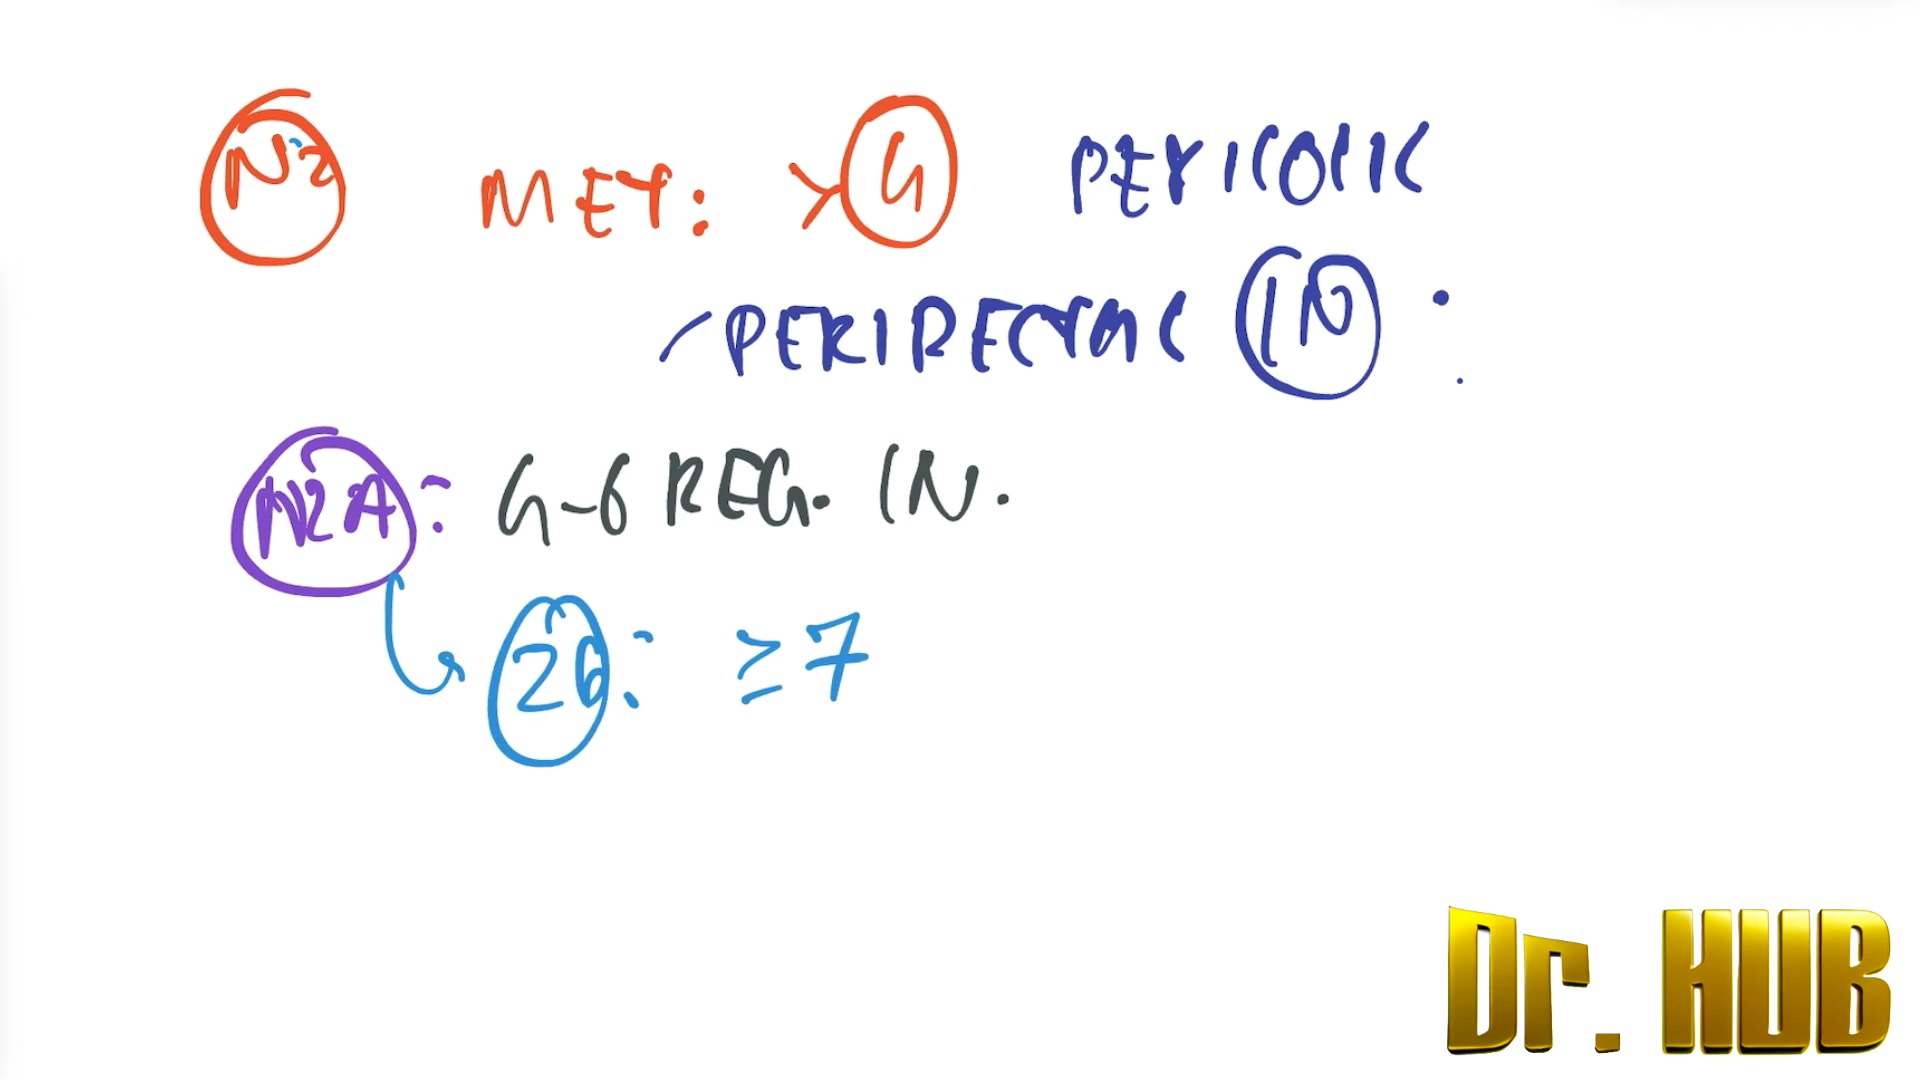 N2 MET: >4 PERICOLIC
/PERIRECTAL LN :
N2A: 4-6 REG. LN.
2B: ≥7
Dr. HUB